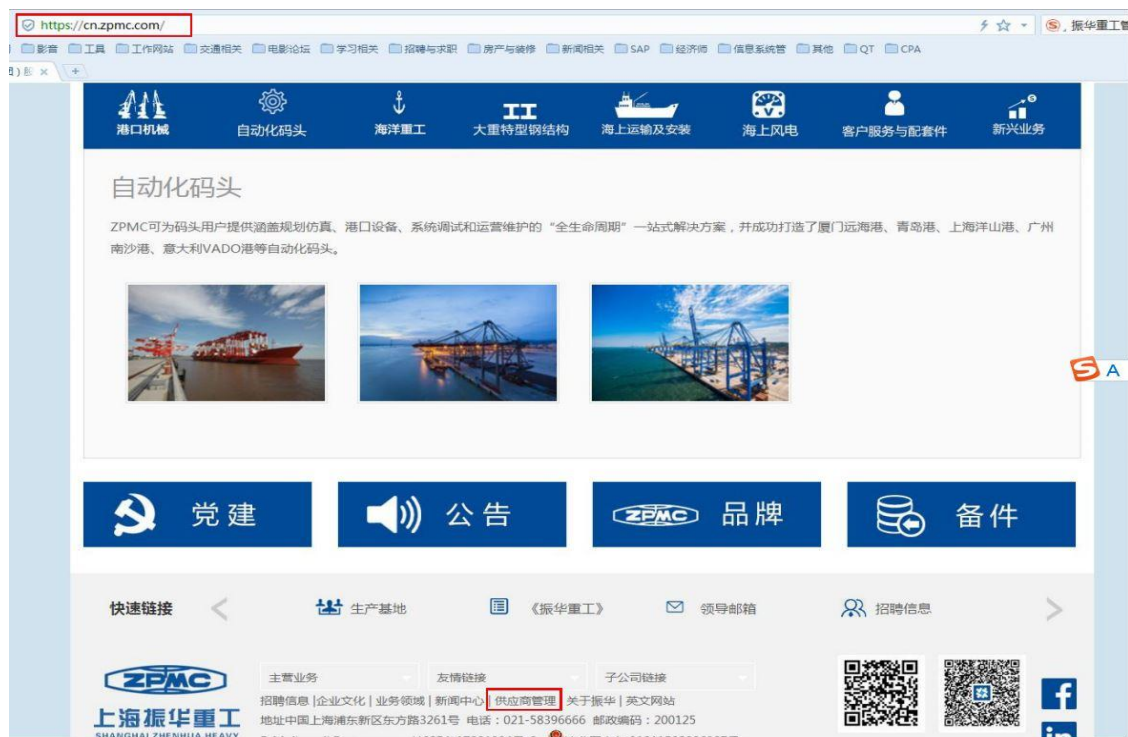 https://cn.zpmc.com/
振华重工
影音 工具 工作网站 交通相关 电影论坛 学习相关 招聘与求职 房产与装修 新闻相关 SAP 经济师 信息系统管 其他 QT CPA
港口机械 自动化码头 海洋重工 大重特型钢结构 海上运输及安装 海上风电 客户服务与配套件 新兴业务
自动化码头
ZPMC可为码头用户提供涵盖规划仿真、港口设备、系统调试和运营维护的“全生命周期”一站式解决方案，并成功打造了厦门远海港、青岛港、上海洋山港、广州
南沙港、意大利VADO港等自动化码头。
A
党建 公告 ZPMC 品牌 备件
快速链接 生产基地 《振华重工》 领导邮箱 招聘信息
ZPMC
主营业务 友情链接 子公司链接
招聘信息 |企业文化 | 业务领域 | 新闻中心 | 供应商管理 | 关于振华 | 英文网站
上海振华重工
地址中国上海浦东新区东方路3261号 电话：021-58396666 邮政编码：200125
SHANGHAI ZHENHUA HEAVY